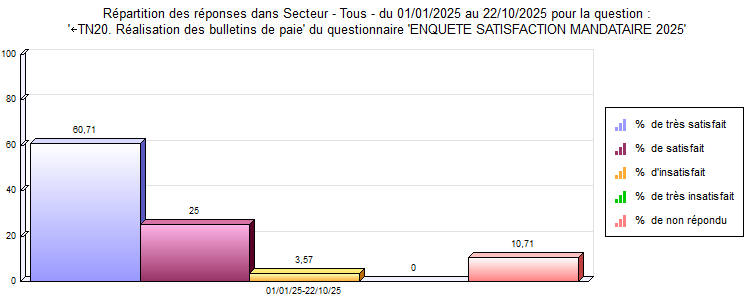 Répartition des réponses dans Secteur - Tous - du 01/01/2025 au 22/10/2025 pour la question :
'←TN20. Réalisation des bulletins de paie' du questionnaire 'ENQUETE SATISFACTION MANDATAIRE 2025'
100
80
60
40
20
0
60,71
25
3,57
0
10,71
01/01/25-22/10/25
% de très satisfait
% de satisfait
% d'insatisfait
% de très insatisfait
% de non répondu